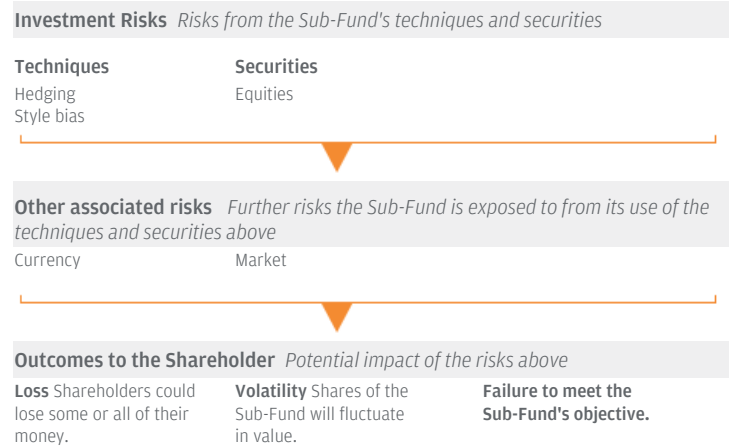 Investment Risks Risks from the Sub-Fund's techniques and securities
Techniques
Hedging
Style bias
Securities
Equities
Other associated risks Further risks the Sub-Fund is exposed to from its use of the
techniques and securities above
Currency
Market
Outcomes to the Shareholder Potential impact of the risks above
Loss Shareholders could
lose some or all of their
money.
Volatility Shares of the
Sub-Fund will fluctuate
in value.
Failure to meet the
Sub-Fund's objective.